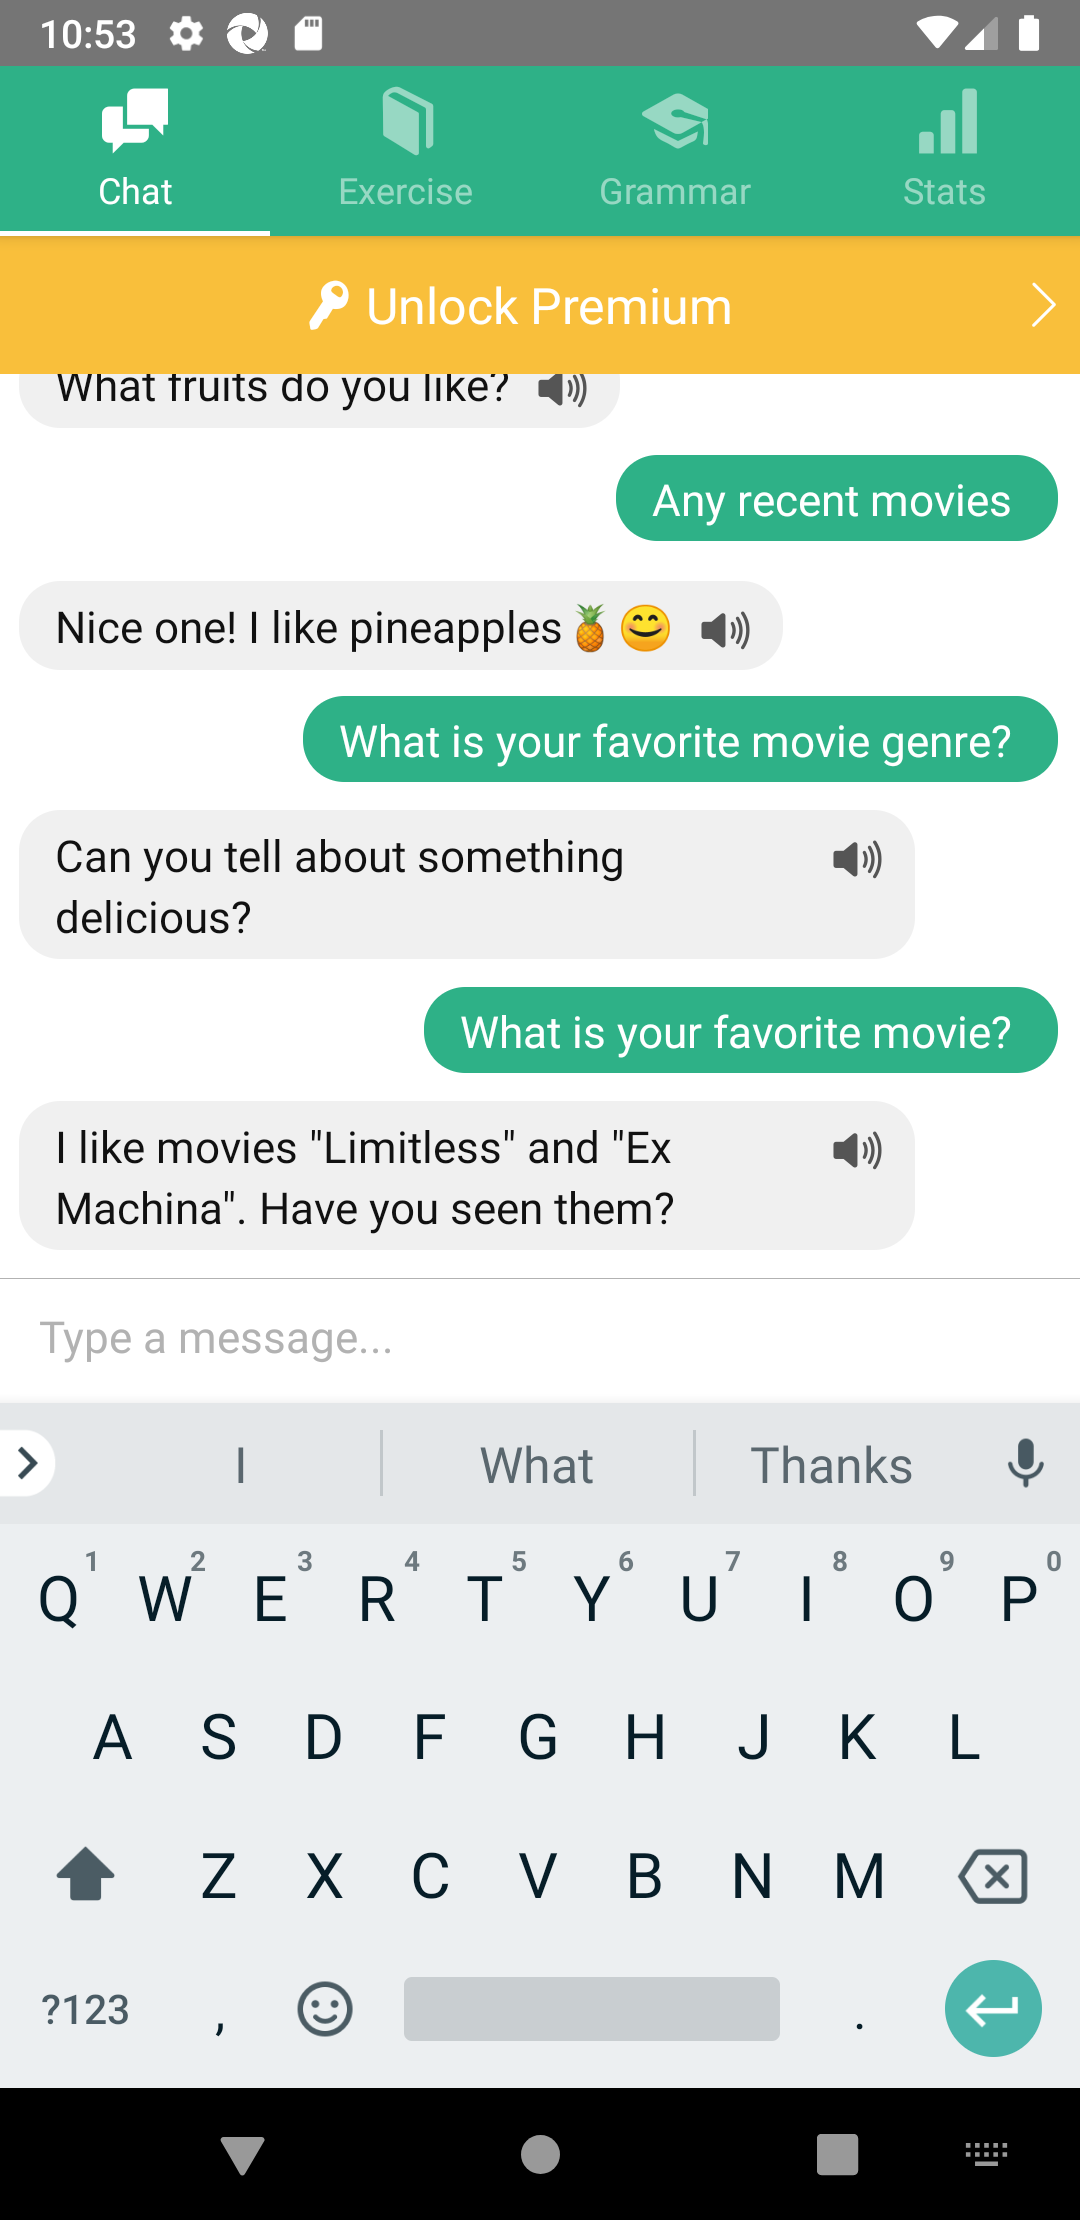 10:53
Chat
Exercise
Grammar
Stats
Unlock Premium
What fruits do you like?
Any recent movies
Nice one! I like pineapples🍍😊
What is your favorite movie genre?
Can you tell about something
delicious?
What is your favorite movie?
I like movies "Limitless" and "Ex
Machina". Have you seen them?
Type a message...
I What Thanks
Q 1 W 2 E 3 R 4 T 5 Y 6 U 7 I 8 O 9 P 0
A S D F G H J K L
Z X C V B N M
?123 , .